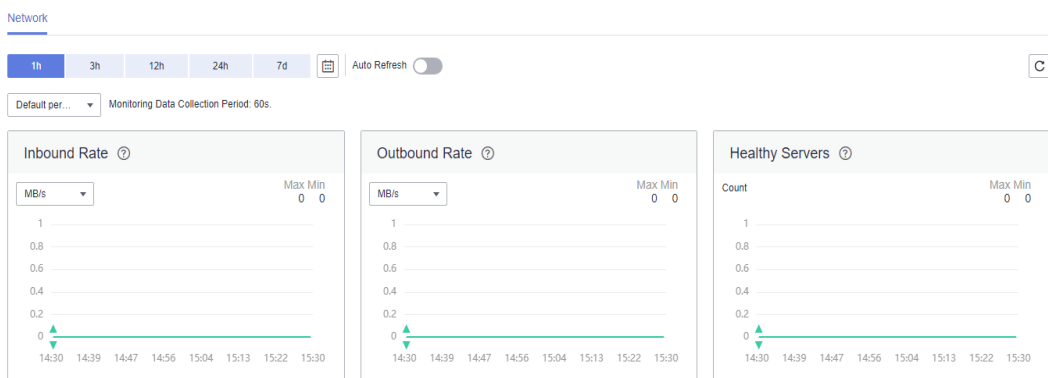 Network
1h 3h 12h 24h 7d Auto Refresh
Default per... Monitoring Data Collection Period: 60s.
Inbound Rate
MB/s
Max Min
0 0
1
0.8
0.6
0.4
0.2
0
14:30 14:39 14:47 14:56 15:04 15:13 15:22 15:30
Outbound Rate
MB/s
Max Min
0 0
1
0.8
0.6
0.4
0.2
0
14:30 14:39 14:47 14:56 15:04 15:13 15:22 15:30
Healthy Servers
Count
Max Min
0 0
1
0.8
0.6
0.4
0.2
0
14:30 14:39 14:47 14:56 15:04 15:13 15:22 15:30